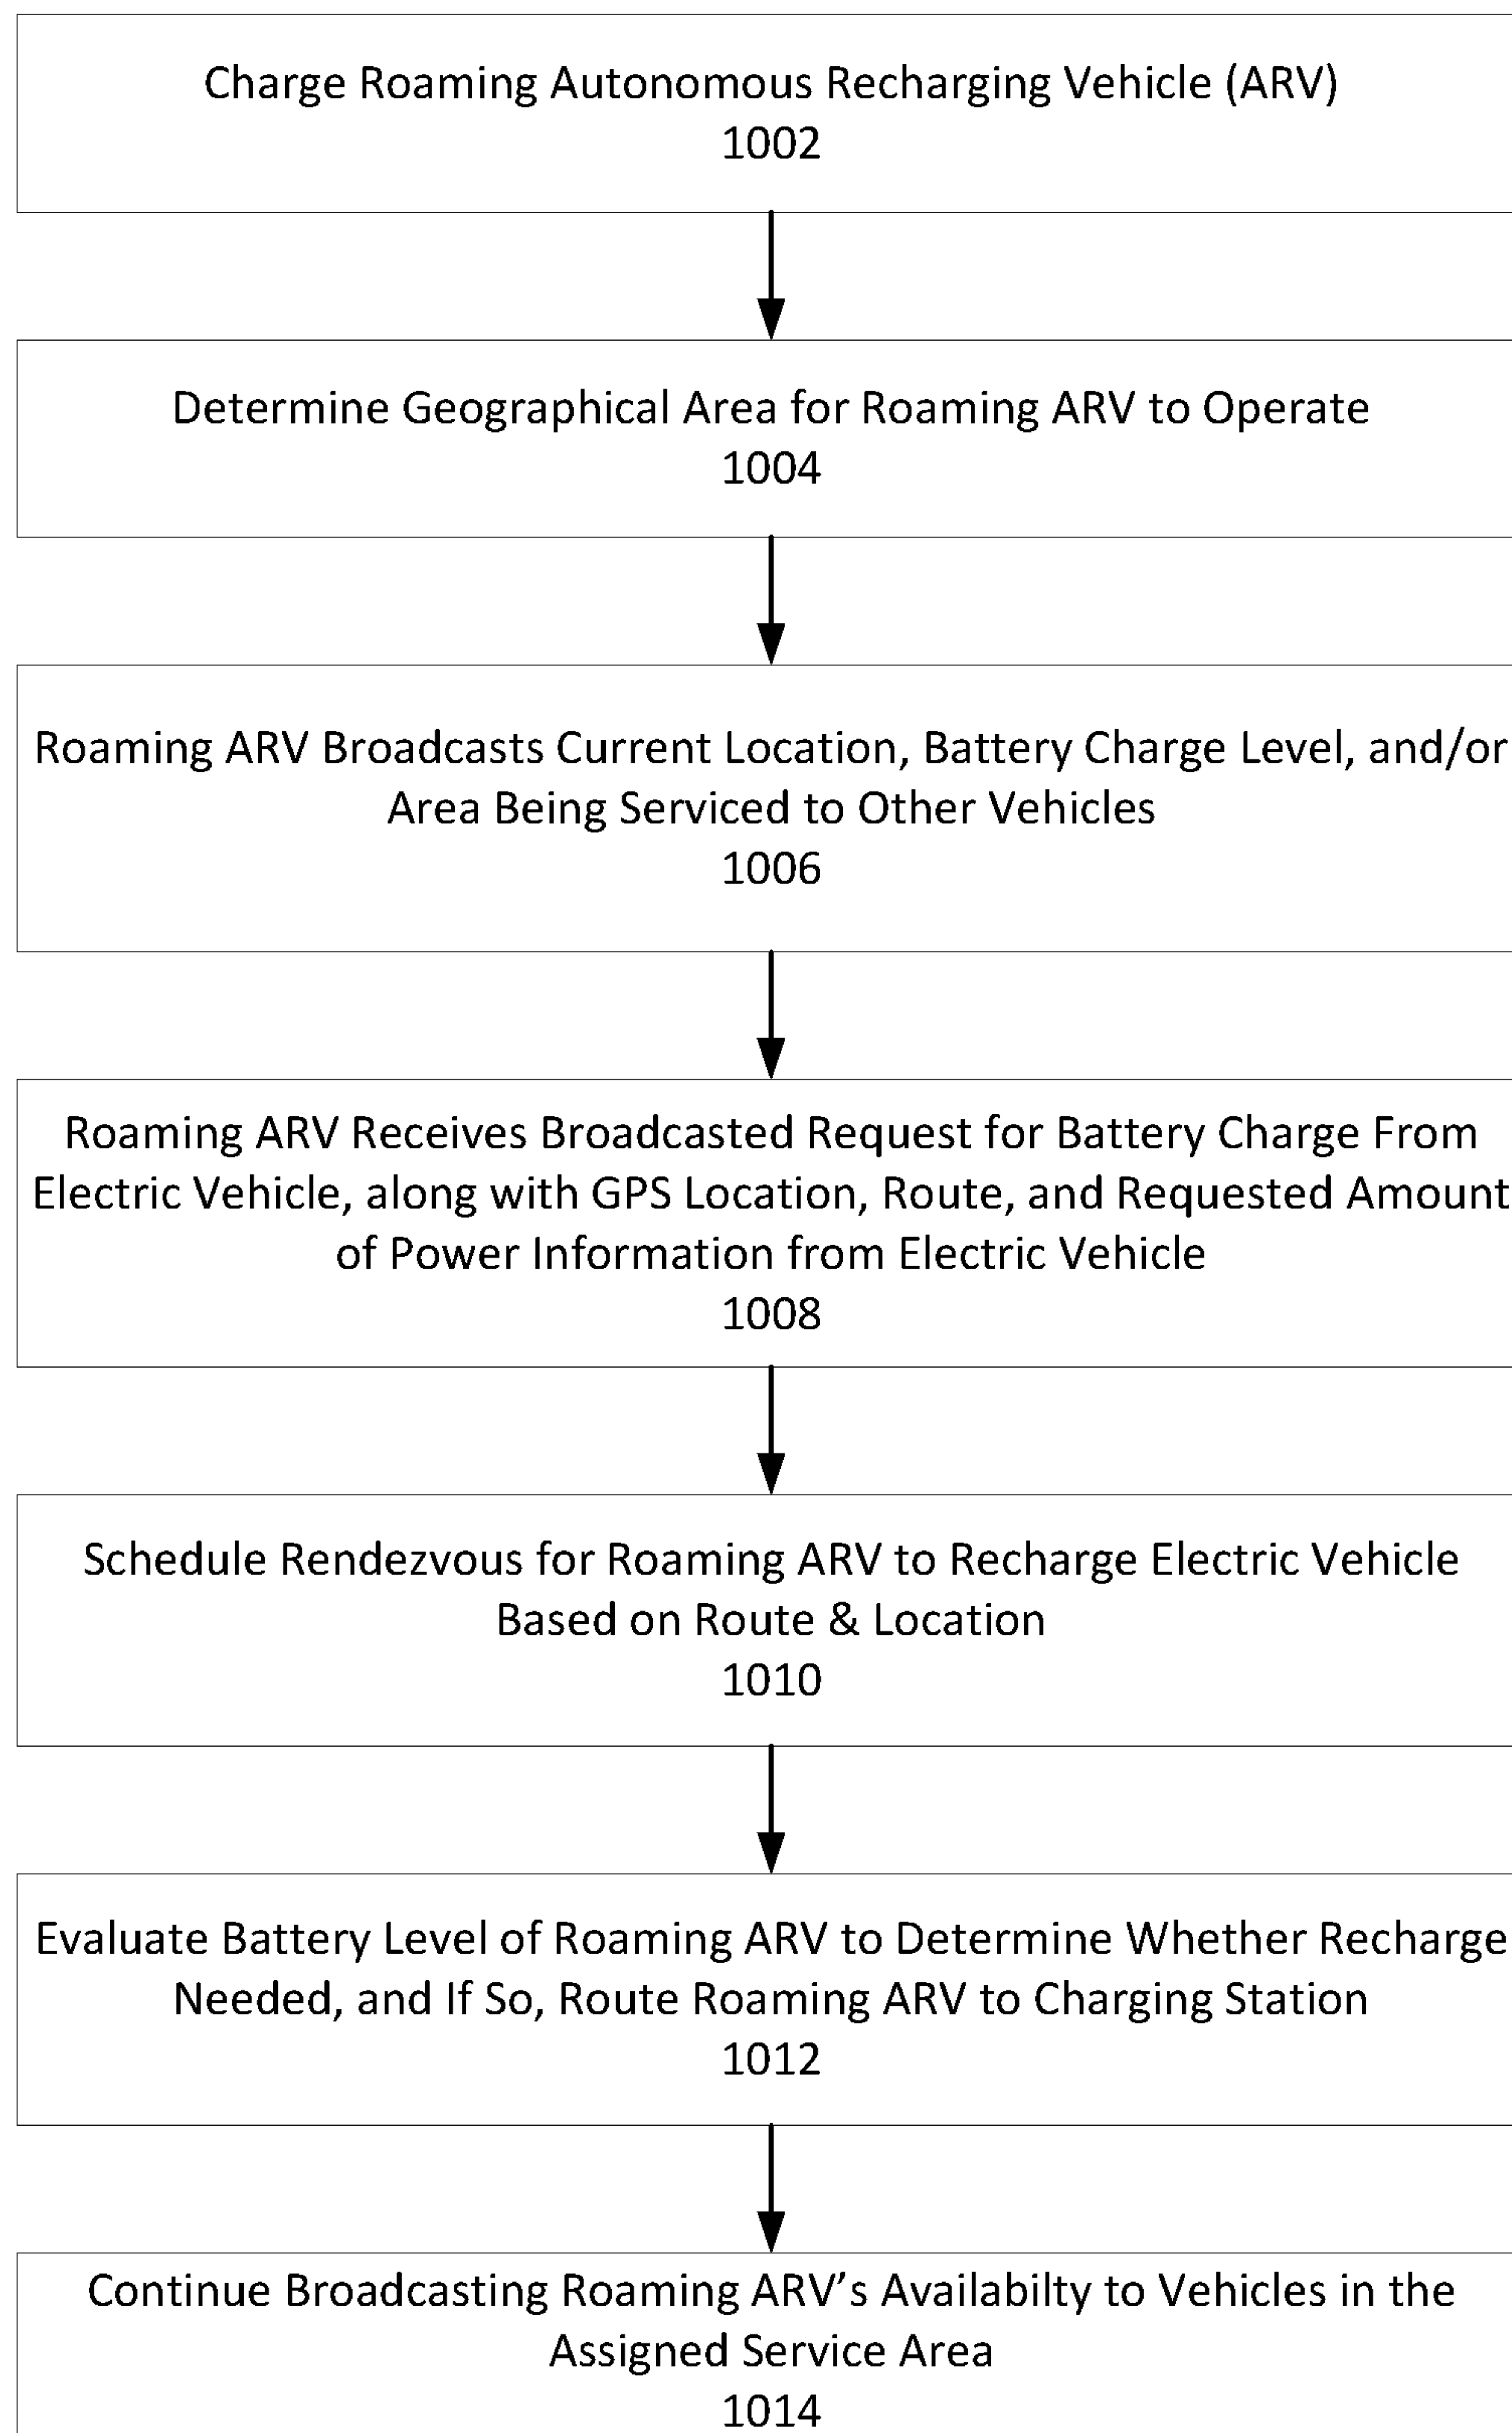 Charge Roaming Autonomous Recharging Vehicle (ARV)
1002
Determine Geographical Area for Roaming ARV to Operate
1004
Roaming ARV Broadcasts Current Location, Battery Charge Level, and/or
Area Being Serviced to Other Vehicles
1006
Roaming ARV Receives Broadcasted Request for Battery Charge From
Electric Vehicle, along with GPS Location, Route, and Requested Amount
of Power Information from Electric Vehicle
1008
Schedule Rendezvous for Roaming ARV to Recharge Electric Vehicle
Based on Route & Location
1010
Evaluate Battery Level of Roaming ARV to Determine Whether Recharge
Needed, and If So, Route Roaming ARV to Charging Station
1012
Continue Broadcasting Roaming ARV’s Availabilty to Vehicles in the
Assigned Service Area
1014